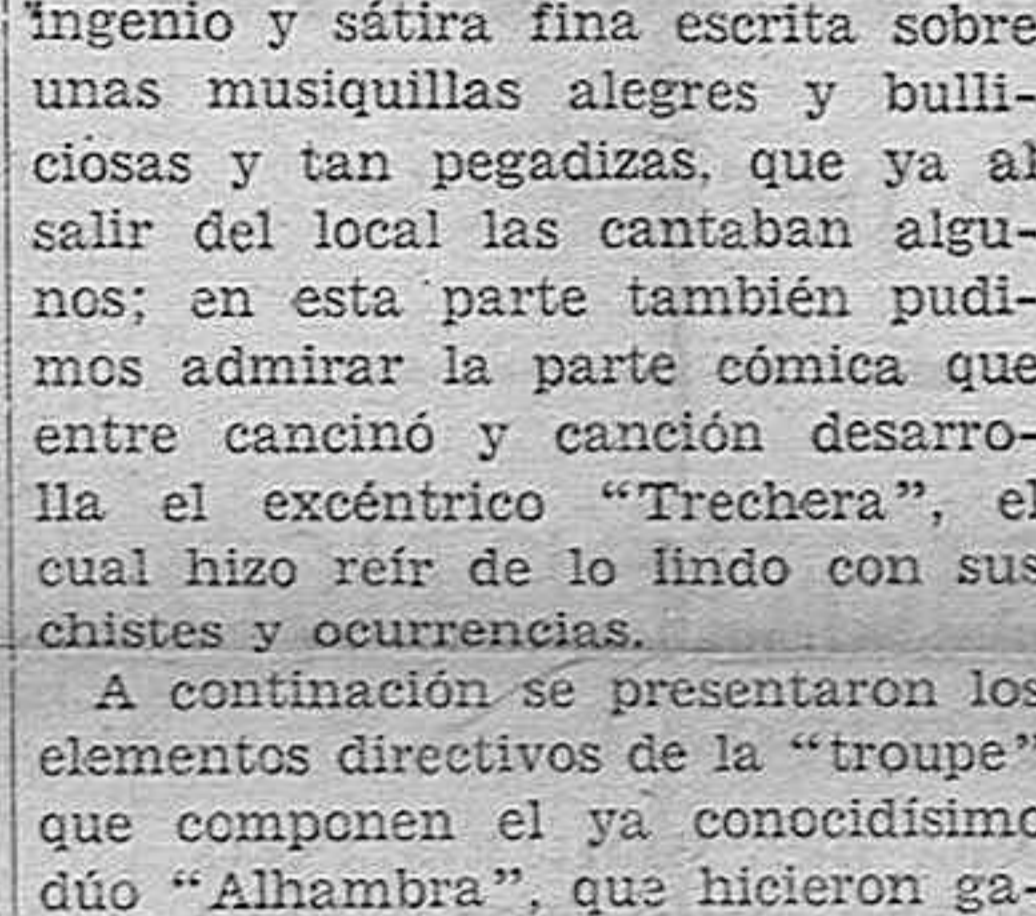 ingenio y sátira fina escrita sobre
unas musiquillas alegres y bulli-
ciosas y tan pegadizas, que ya al
salir del local las cantaban algu-
nos; en esta parte también pudi-
mos admirar la parte cómica que
entre cancinó y canción desarro-
lla el excéntrico “Trechera”, el
cual hizo reír de lo lindo con sus
chistes y ocurrencias.
A continación se presentaron los
elementos directivos de la “troupe”
que componen el ya conocidísimo
dúo “Alhambra”, que hicieron ga-